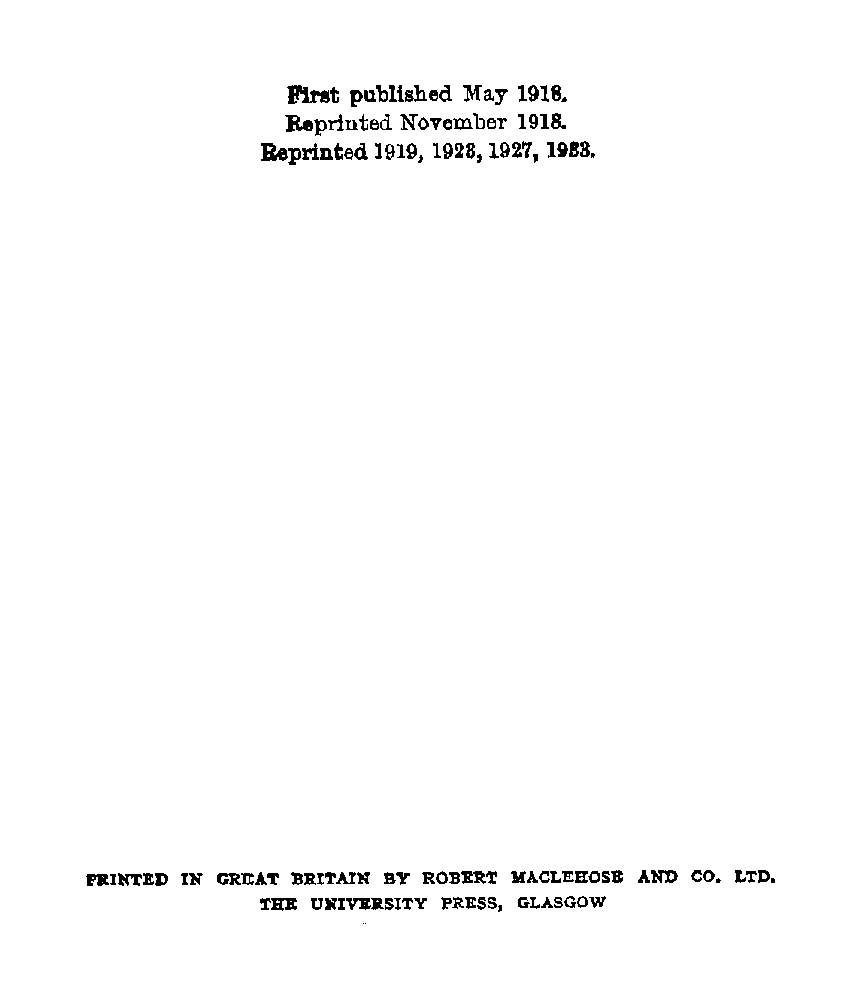 First published May 1918.
Reprinted November 1918.
Reprinted 1919, 1923, 1927, 1933.
PRINTED IN GREAT BRITAIN BY ROBERT MACLEHOSE AND CO. LTD.
THE UNIVERSITY PRESS, GLASGOW